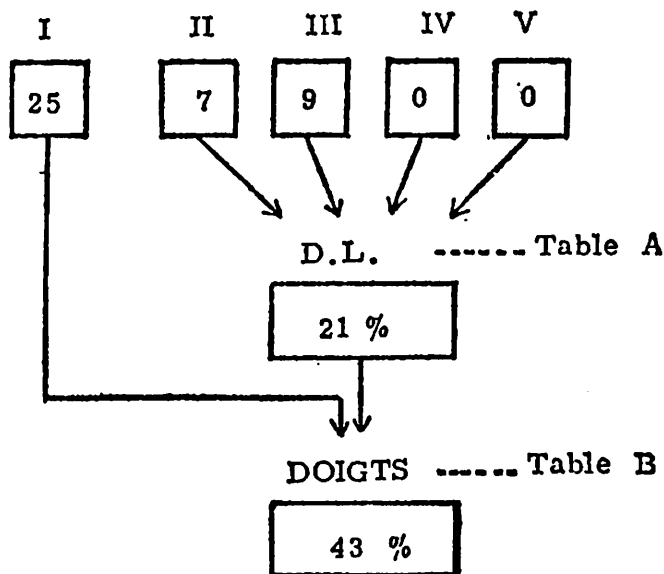 I II III IV V
25 7 9 0 0
D.L. ------ Table A
21 %
DOIGTS ------ Table B
43 %